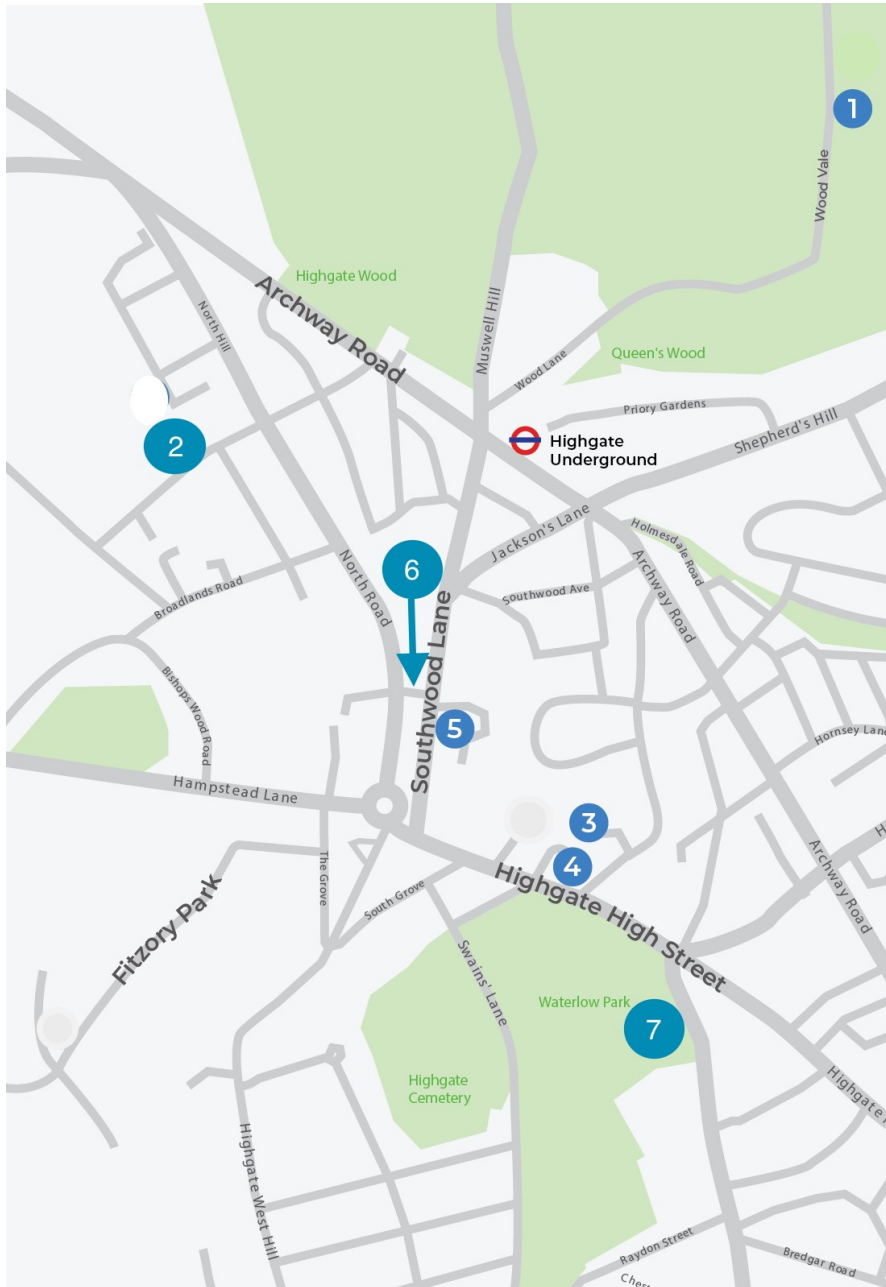 1
Wood Vale
Highgate Wood
Archway Road
North Hill
Muswell Hill
Wood Lane
Queen's Wood
Priory Gardens
Shepherd's Hill
Highgate
Underground
2
Jackson's Lane
Holmesdale Road
Archway Road
6
North Road
Southwood Ave
Broadlands Road
Bishops Wood Road
Southwood Lane
5
Hornsey Lane
Hampstead Lane
3
4
Archway Road
The Grove
South Grove
Highgate High Street
Fitzory Park
Swains' Lane
Waterlow Park
7
Highgate
Cemetery
Highgate
Highgate West Hill
Raydon Street
Bredgar Road